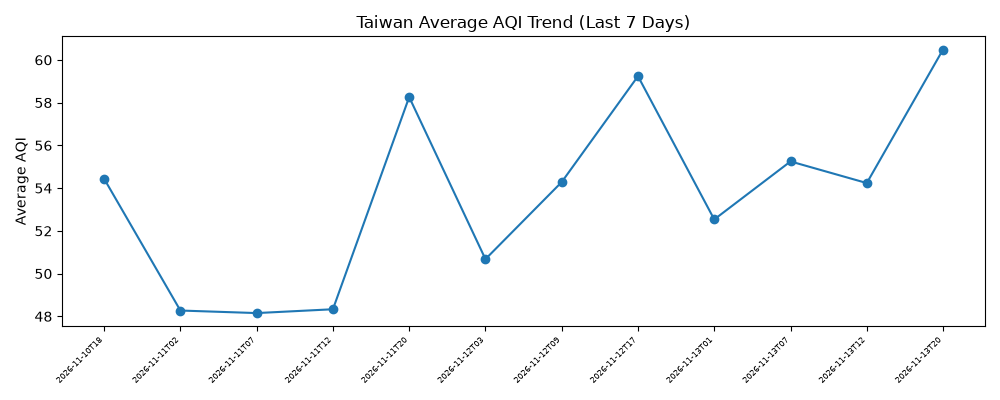 Taiwan Average AQI Trend (Last 7 Days)
Average AQI
60
58
56
54
52
50
48
2026-11-10T18
2026-11-11T02
2026-11-11T07
2026-11-11T12
2026-11-11T20
2026-11-12T03
2026-11-12T09
2026-11-12T17
2026-11-13T01
2026-11-13T07
2026-11-13T12
2026-11-13T20